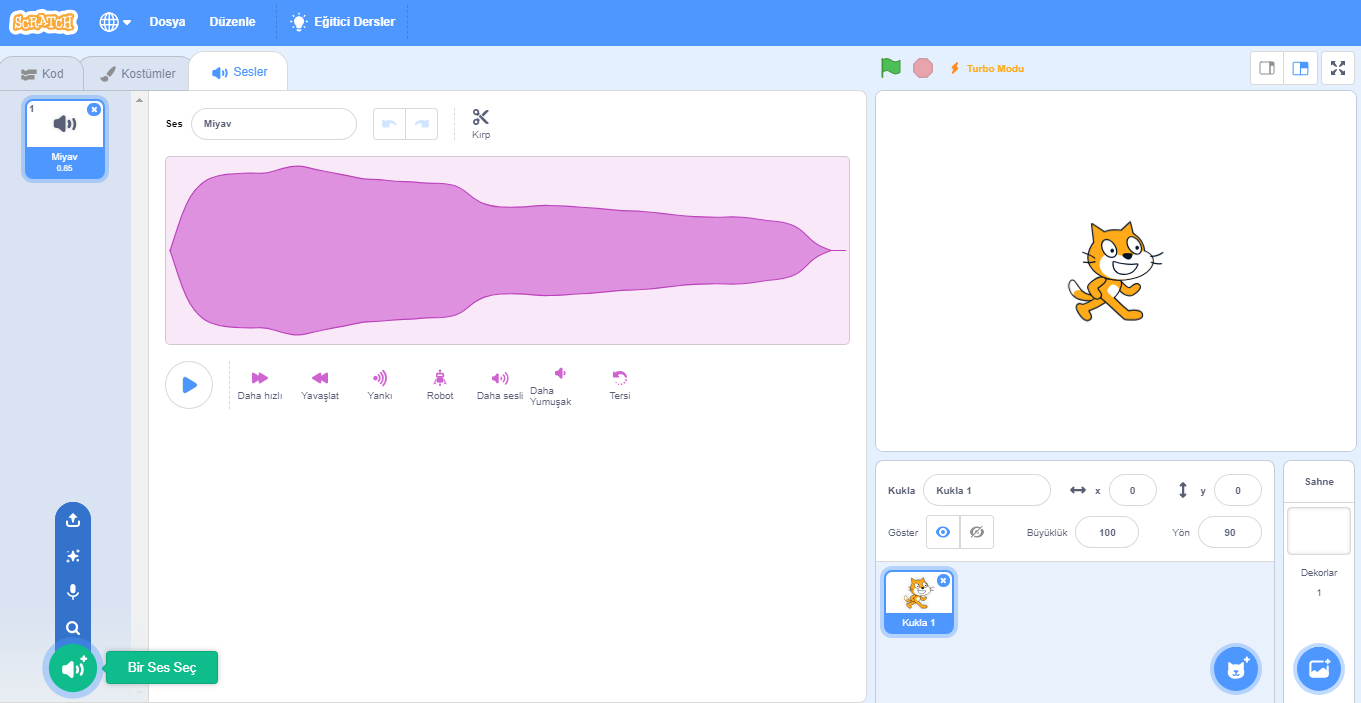 SCRATCH Dosya Düzenle Eğitici Dersler
Kod Kostümler Sesler
Turbo Modu
1
Miyav
0.85
Ses Miyav
Kırp
Daha hızlı Yavaşlat Yankı Robot Daha sesli Daha Yumuşak Tersi
Bir Ses Seç
Kukla Kukla 1 x 0 y 0
Göster Büyüklük 100 Yön 90
Kukla 1
Sahne
Dekorlar
1